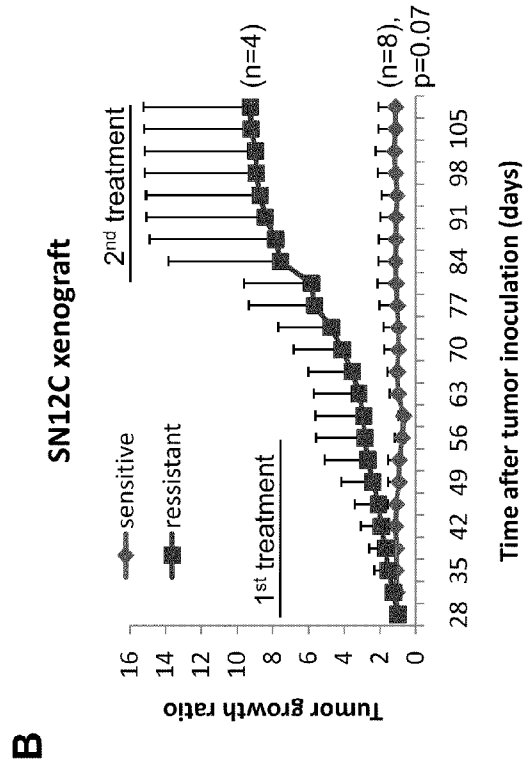 B
SN12C xenograft
sensitive
ressistant
1st treatment
2nd treatment
(n=4)
(n=8),
p=0.07
Tumor growth ratio
16
14
12
10
8
6
4
2
0
28 35 42 49 56 63 70 77 84 91 98 105
Time after tumor inoculation (days)